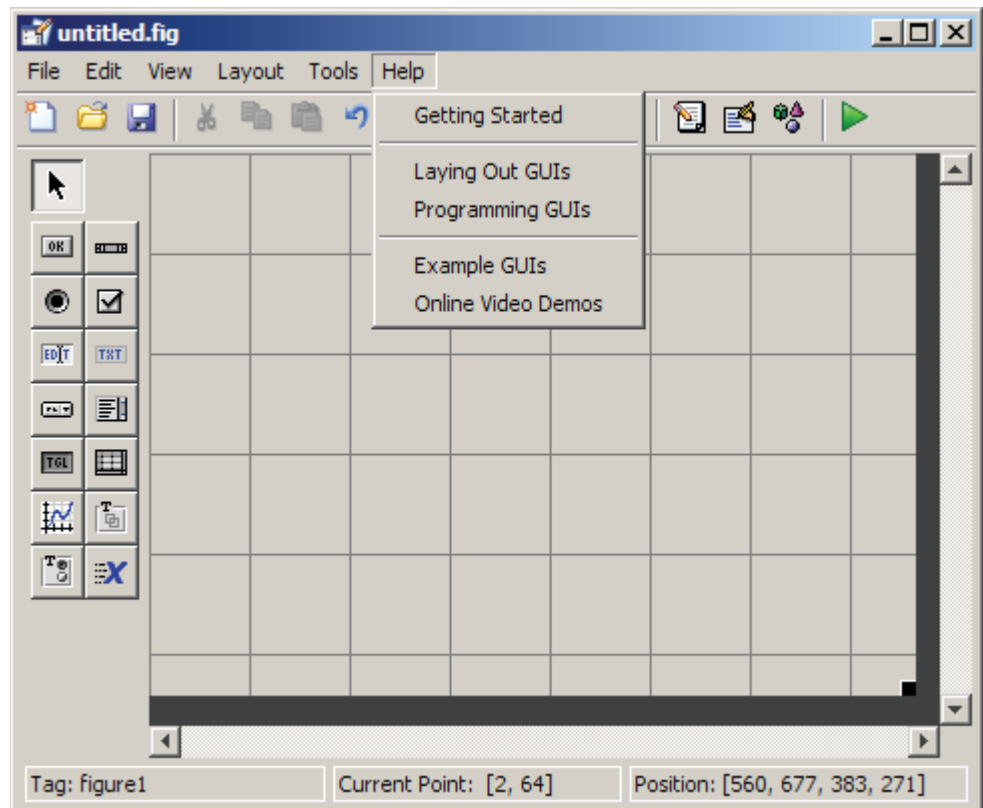 untitled.fig
File Edit View Layout Tools Help
Getting Started
Laying Out GUIs
Programming GUIs
Example GUIs
Online Video Demos
OK
EDIT TXT
TGL
Tag: figure1 Current Point: [2, 64] Position: [560, 677, 383, 271]